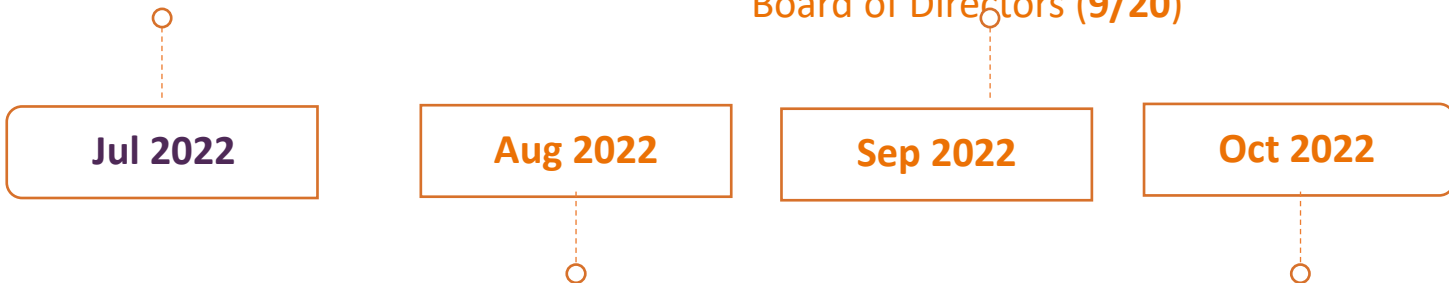 Board of Directors (9/20)
Jul 2022
Aug 2022
Sep 2022
Oct 2022